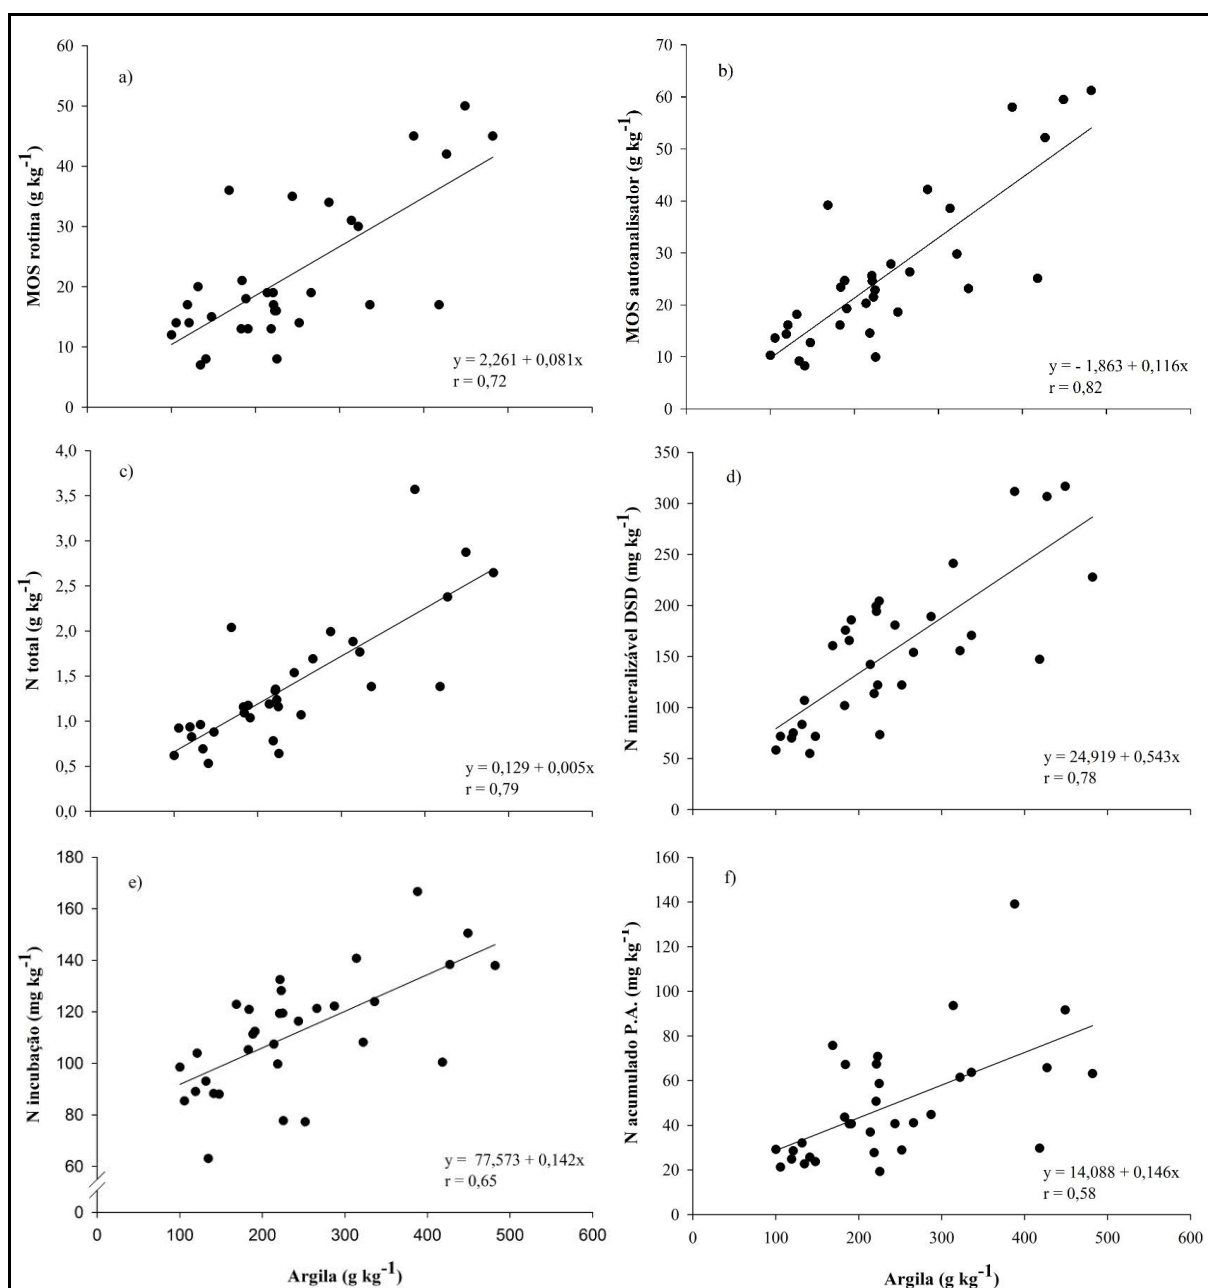 a)
MOS rotina (g kg-1)
60
50
40
30
20
10
0
y = 2,261 + 0,081x
r = 0,72
b)
MOS autoanalisador (g kg-1)
70
60
50
40
30
20
10
0
y = - 1,863 + 0,116x
r = 0,82
c)
N total (g kg-1)
4,0
3,5
3,0
2,5
2,0
1,5
1,0
0,5
0,0
y = 0,129 + 0,005x
r = 0,79
d)
N mineralizável DSD (mg kg-1)
350
300
250
200
150
100
50
0
y = 24,919 + 0,543x
r = 0,78
e)
N incubação (mg kg-1)
180
160
140
120
100
80
60
0
y = 77,573 + 0,142x
r = 0,65
0 100 200 300 400 500 600
Argila (g kg-1)
f)
N acumulado P.A. (mg kg-1)
160
140
120
100
80
60
40
20
0
y = 14,088 + 0,146x
r = 0,58
0 100 200 300 400 500 600
Argila (g kg-1)